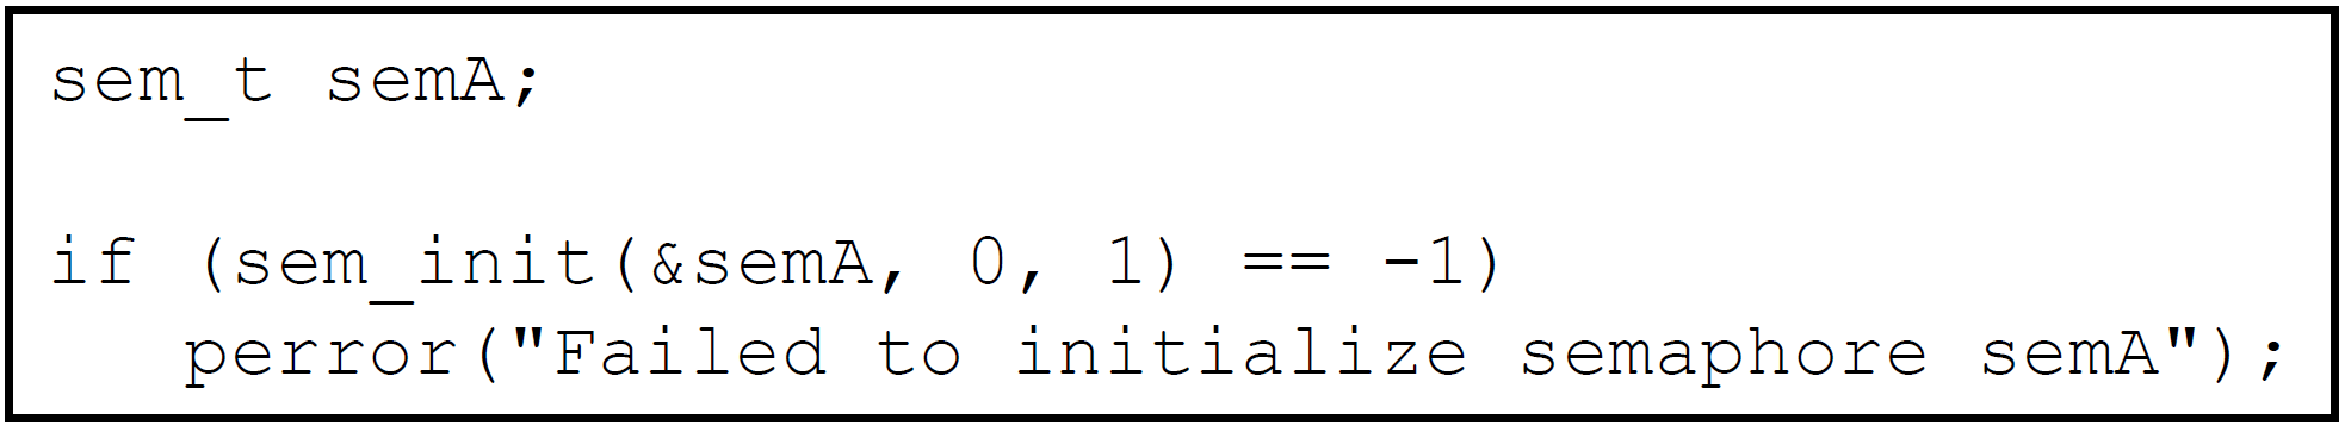 sem_t semA;
if (sem_init(&semA, 0, 1) == -1)
perror("Failed to initialize semaphore semA");